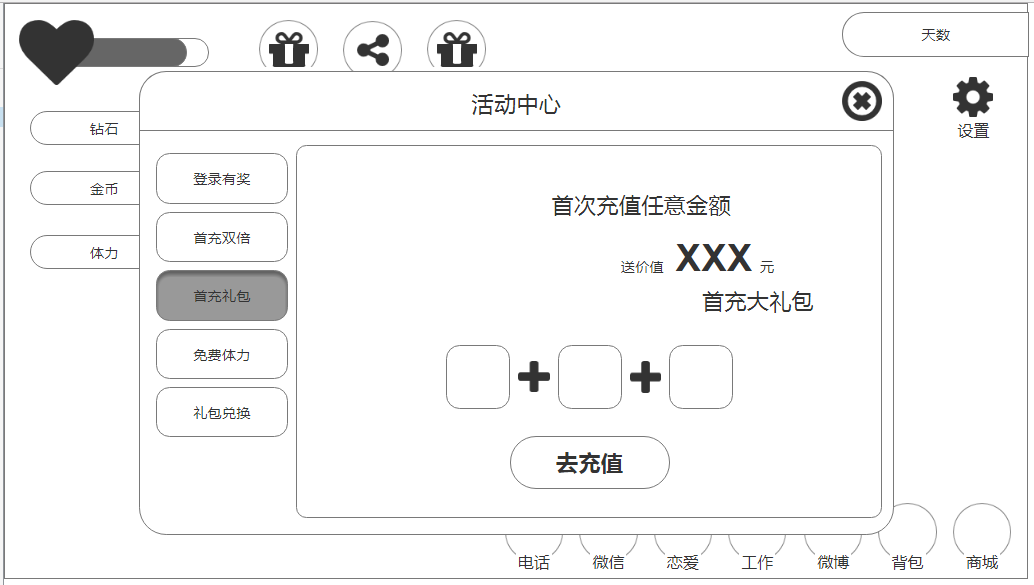 天数
设置
钻石
金币
体力
活动中心
登录有奖
首充双倍
首充礼包
免费体力
礼包兑换
首次充值任意金额
送价值 XXX 元
首充大礼包
去充值
电话 微信 恋爱 工作 微博 背包 商城